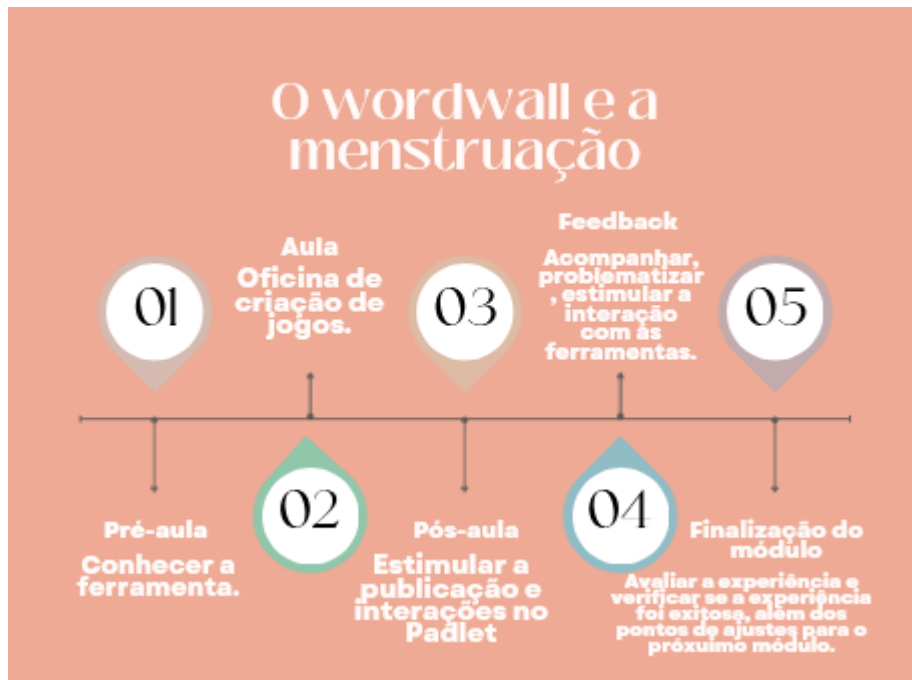 O wordwall e a
menstruação
01
Pré-aula
Conhecer a
ferramenta.
02
Aula
Oficina de
criação de
jogos.
03
Pós-aula
Estimular a
publicação e
interações no
Padlet
04
Feedback
Acompanhar,
problematizar
, estimular a
interação
com às
ferramentas.
05
Finalização do
módulo
Avaliar a experiência e
verificar se a experiência
foi exitosa, além dos
pontos de ajustes para o
próxuimo módulo.